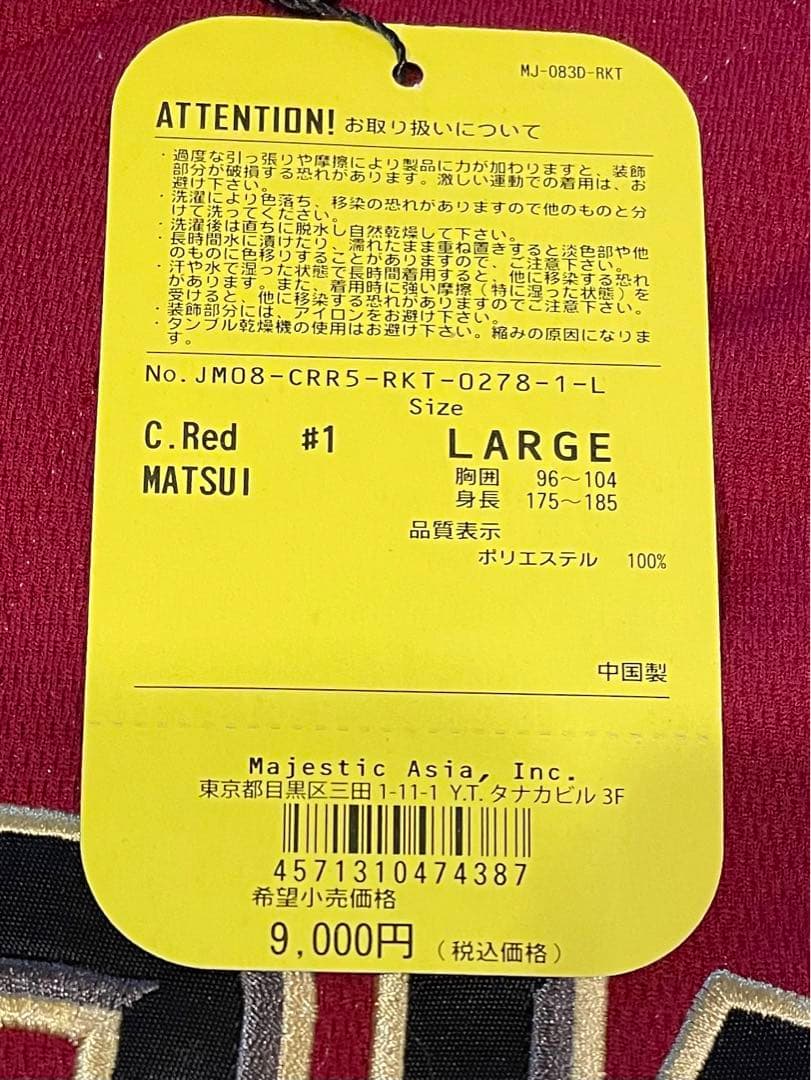 MJ-083D-RKT
ATTENTION! お取り扱いについて
・過度な引っ張りや摩擦により製品に力が加わりますと、装飾
部分が破損する恐れがあります。激しい運動での着用は、お
避け下さい。
・洗濯により色落ち、移染の恐れがありますので他のものと分
けて洗ってください。
・洗濯後は直ちに脱水し自然乾燥して下さい。
・長時間水に漬けたり、濡れたまま重ね置きすると淡色部や他
のものに色移りすることがありますので、ご注意下さい。
・汗や水で湿った状態で長時間着用すると、他に移染する恐れ
があります。また、着用時に強い摩擦（特に湿った状態）を
受けると、他に移染する恐れがありますのでご注意下さい。
・装飾部分には、アイロンをお避け下さい。
・タンブル乾燥機の使用はお避け下さい。縮みの原因になりま
す。
No.JM08-CRR5-RKT-0278-1-L
Size
C.Red #1 LARGE
MATSUI 胸囲 96～104
身長 175～185
品質表示
ポリエステル 100%
中国製
Majestic Asia, Inc.
東京都目黒区三田1-11-1 Y.T.タナカビル3F
4571310474387
希望小売価格
9,000円（税込価格）